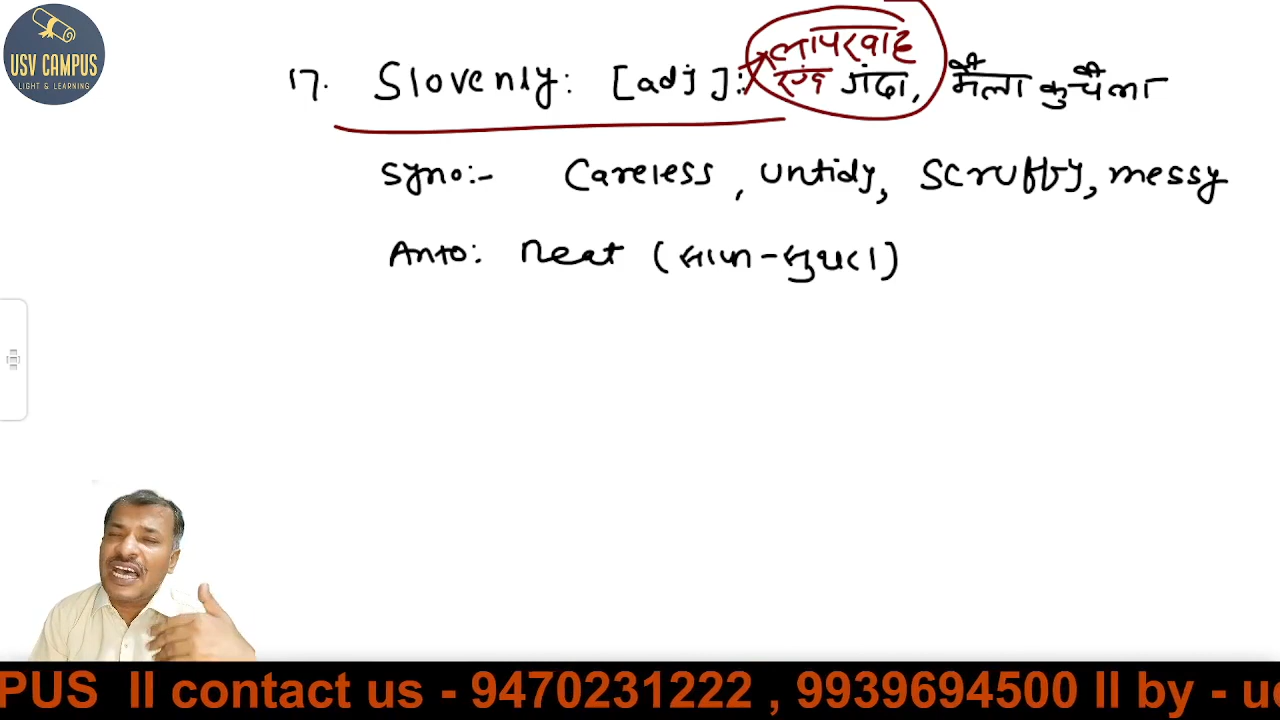 USV CAMPUS
LIGHT & LEARNING
लापरवाह
17. Slovenly: [adj]: एवं गंदा, मैला कुचैला
Syno:- Careless, untidy, Scruffy, messy
Anto: neat (साफ-सुथरा)
PUS II contact us - 9470231222 , 9939694500 II by -